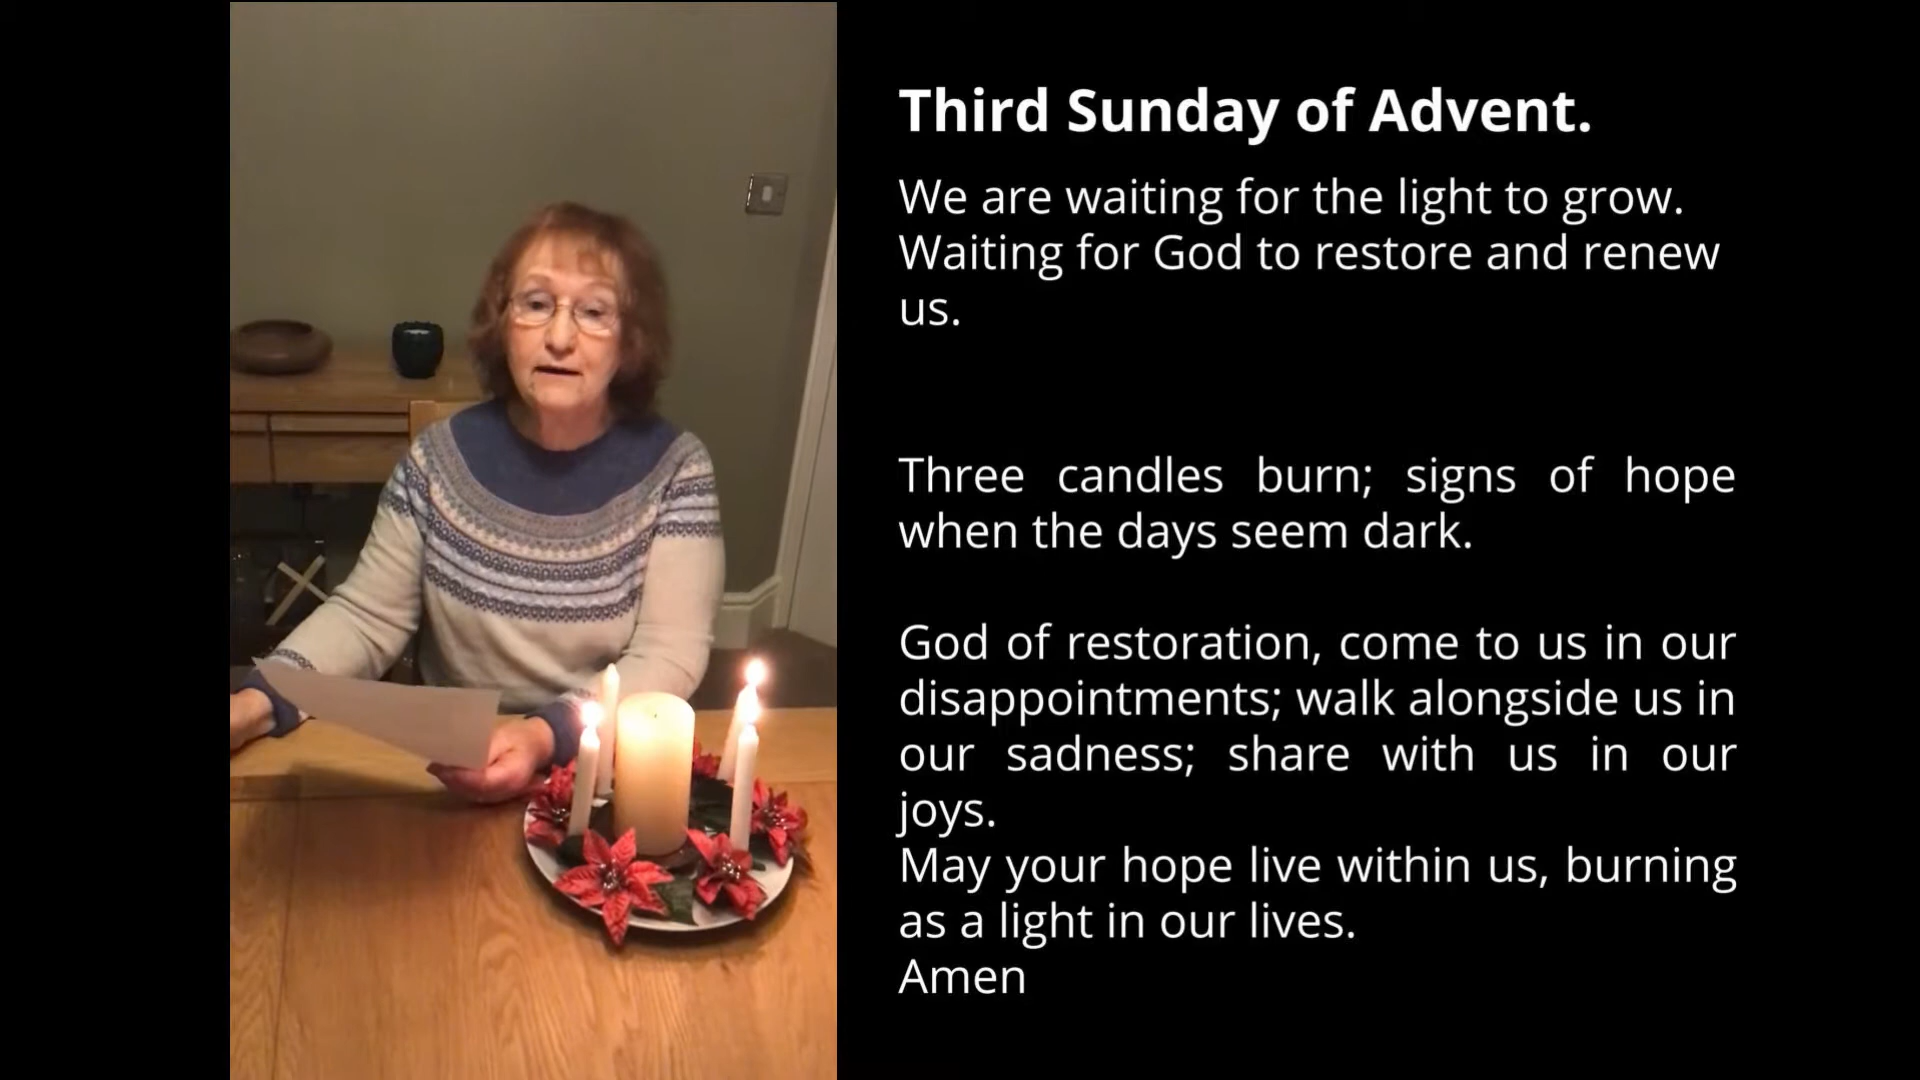 Third Sunday of Advent.
We are waiting for the light to grow.
Waiting for God to restore and renew
us.
Three candles burn; signs of hope
when the days seem dark.
God of restoration, come to us in our
disappointments; walk alongside us in
our sadness; share with us in our
joys.
May your hope live within us, burning
as a light in our lives.
Amen